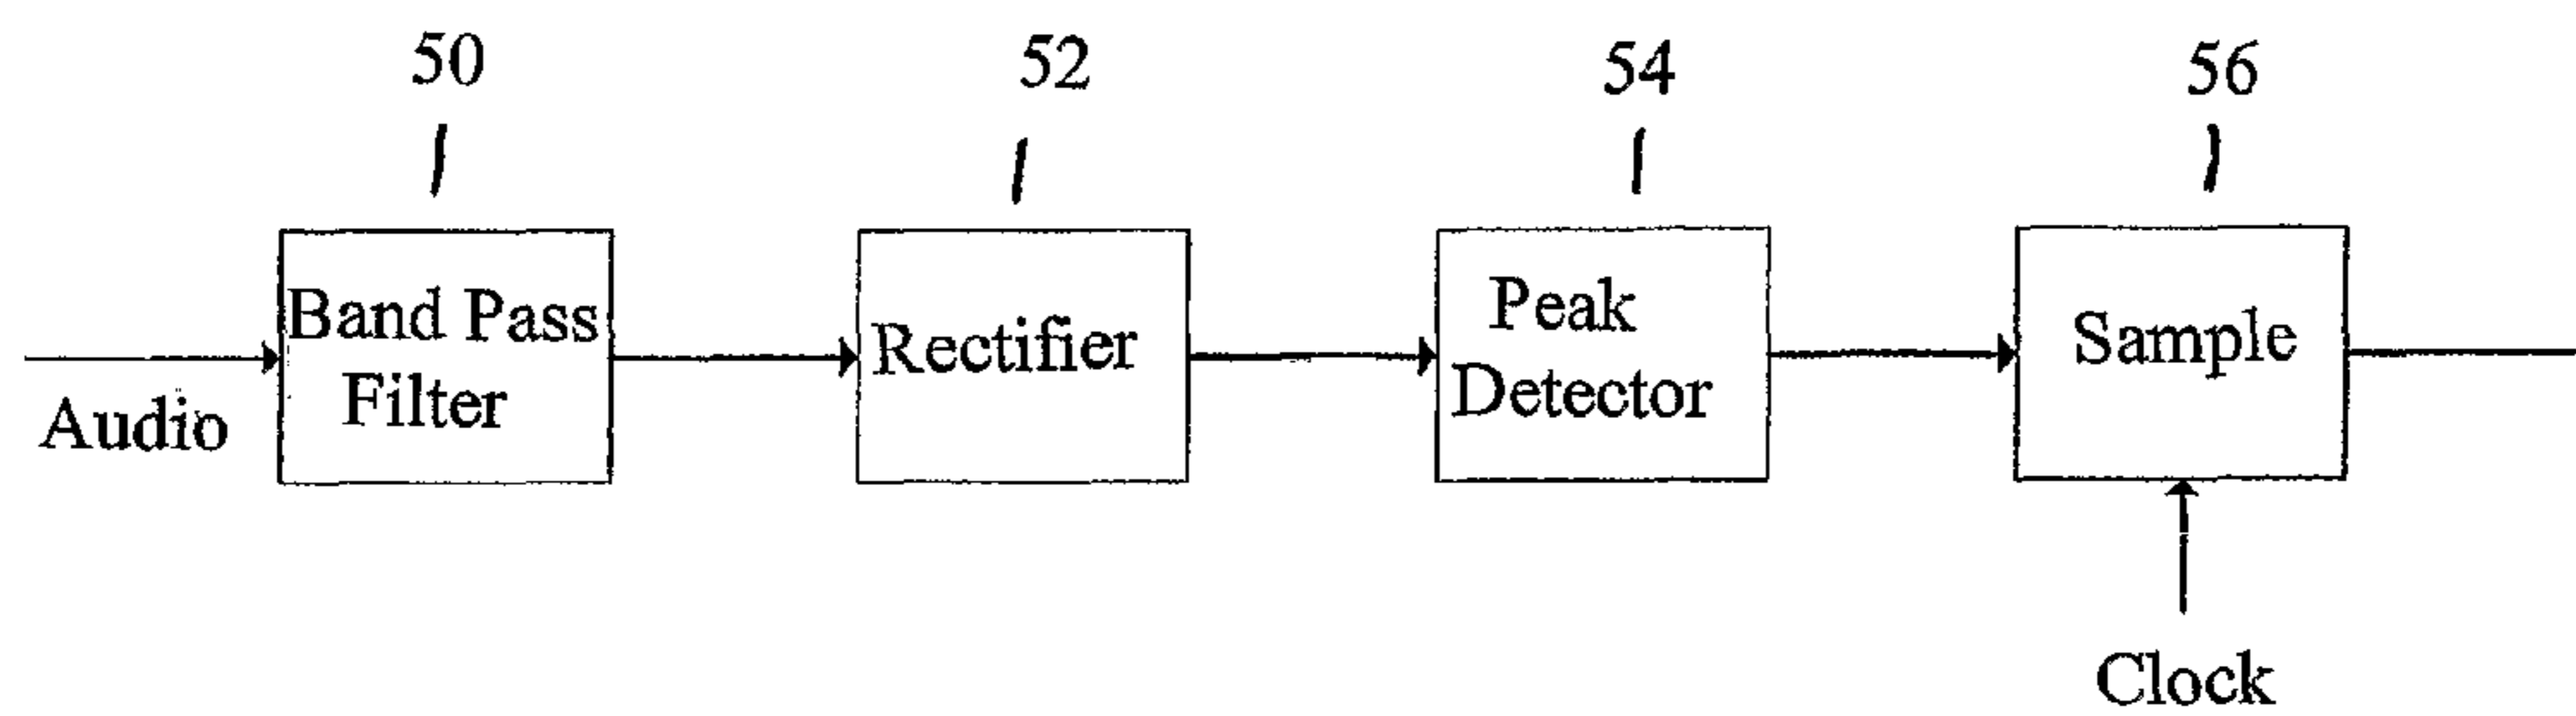 50
52
54
56
Band Pass
Filter
Rectifier
Peak
Detector
Sample
Audio
Clock